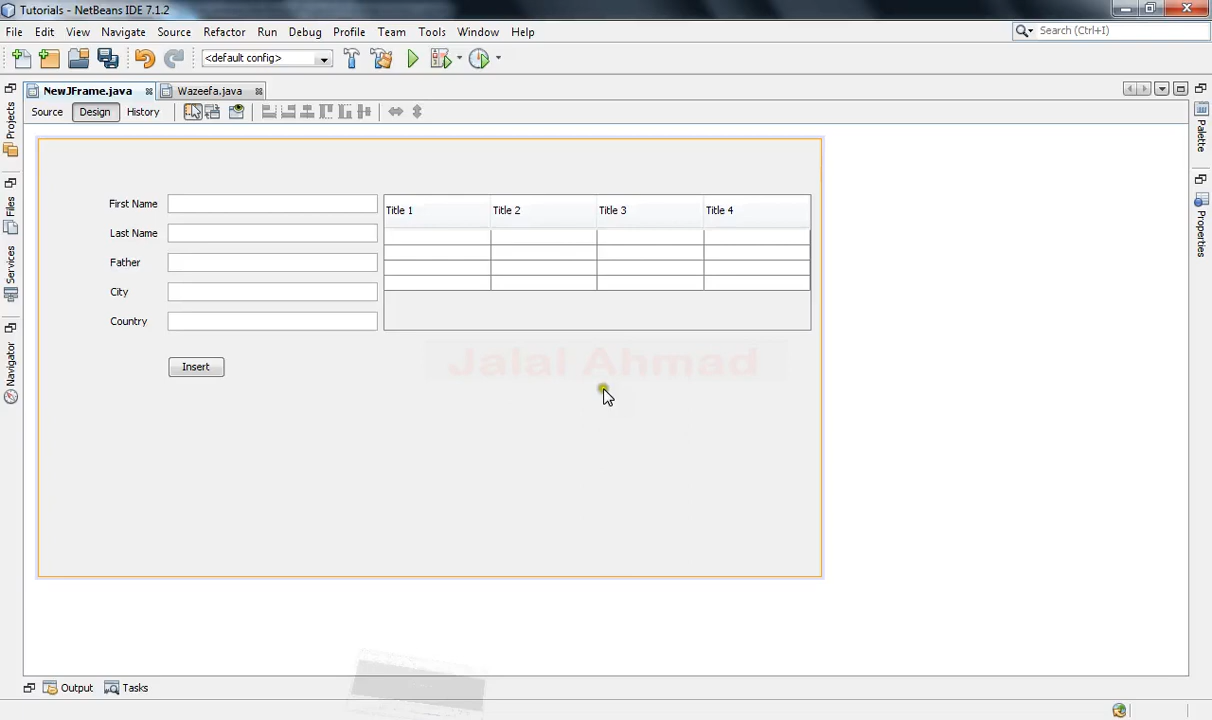 Tutorials - NetBeans IDE 7.1.2
File Edit View Navigate Source Refactor Run Debug Profile Team Tools Window Help
Search (Ctrl+I)
<default config>
NewJFrame.java
Wazeefa.java
Source Design History
Projects
Files
Services
Navigator
Palette
Properties
First Name
Last Name
Father
City
Country
Title 1 Title 2 Title 3 Title 4
Insert
Jalal Ahmad
Output Tasks